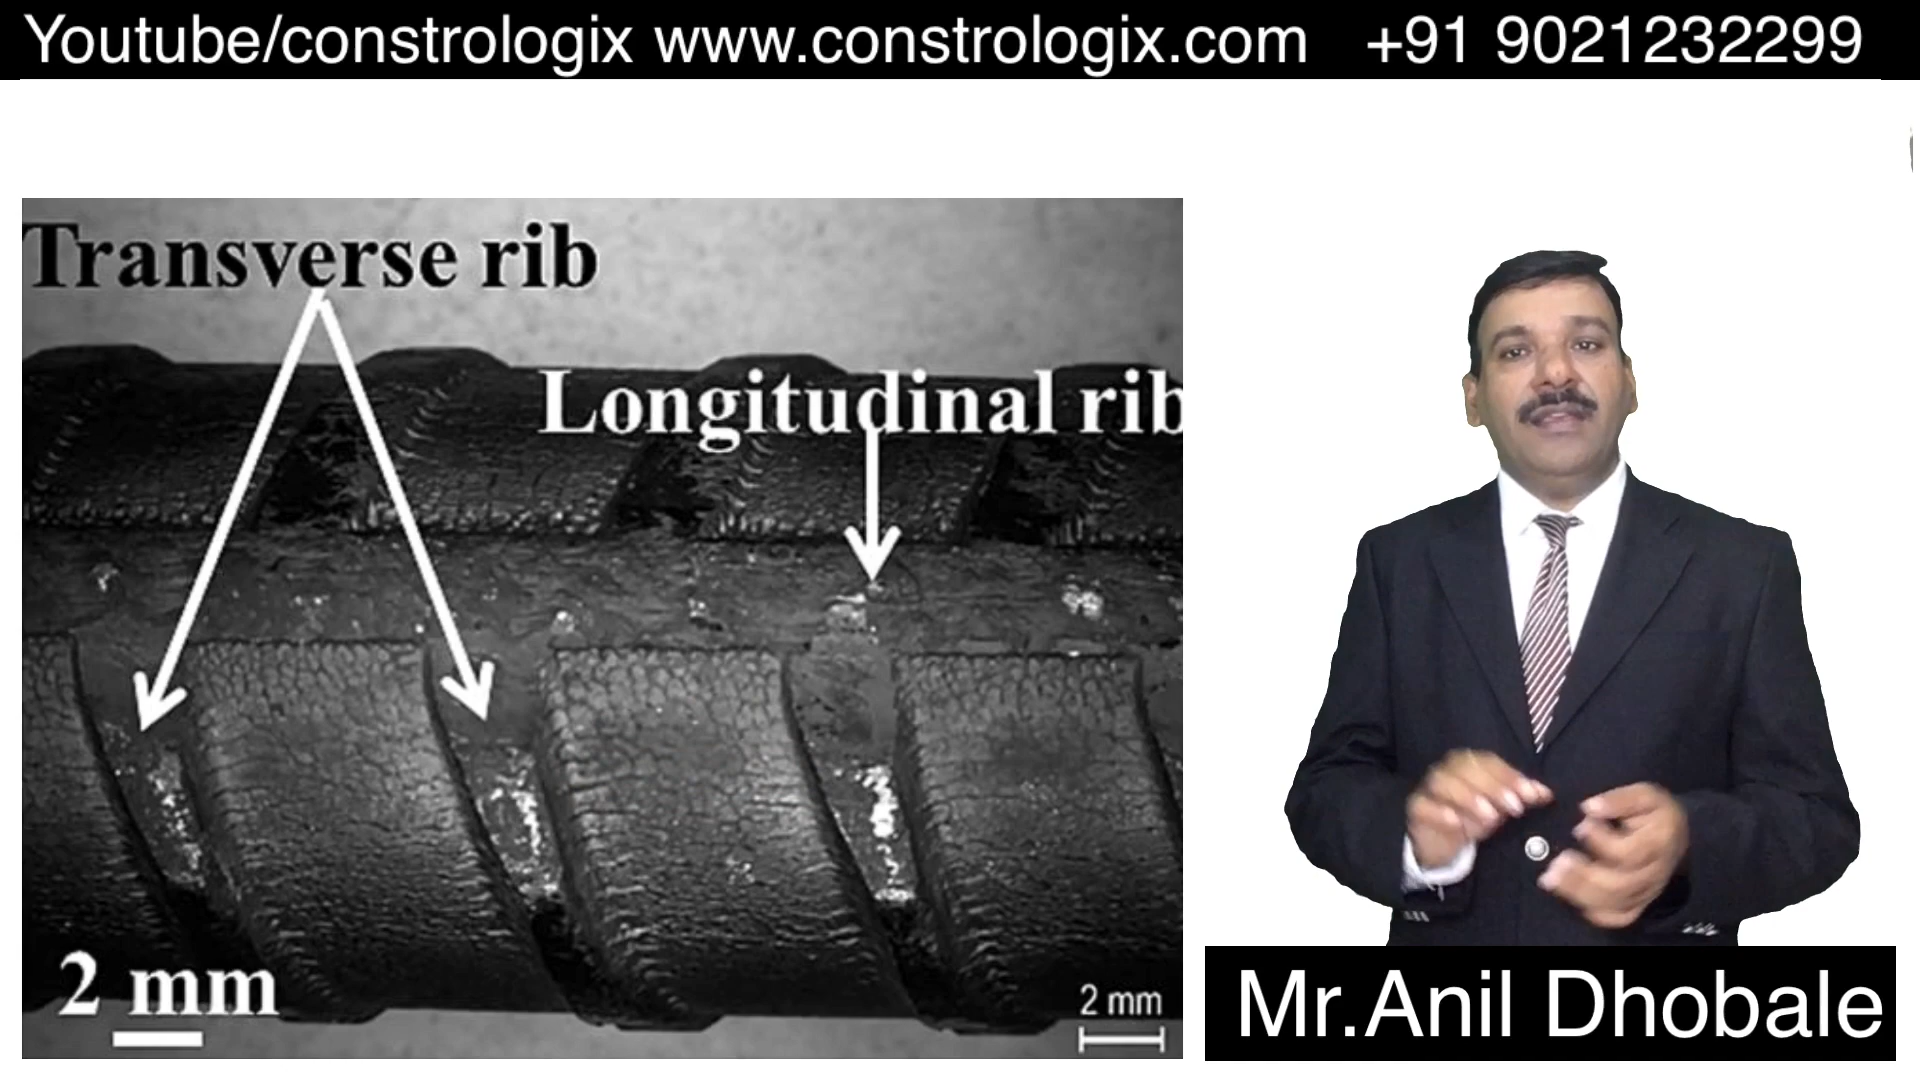 Youtube/constrologix www.constrologix.com +91 9021232299
Transverse rib
Longitudinal rib
2 mm
2 mm
Mr.Anil Dhobale